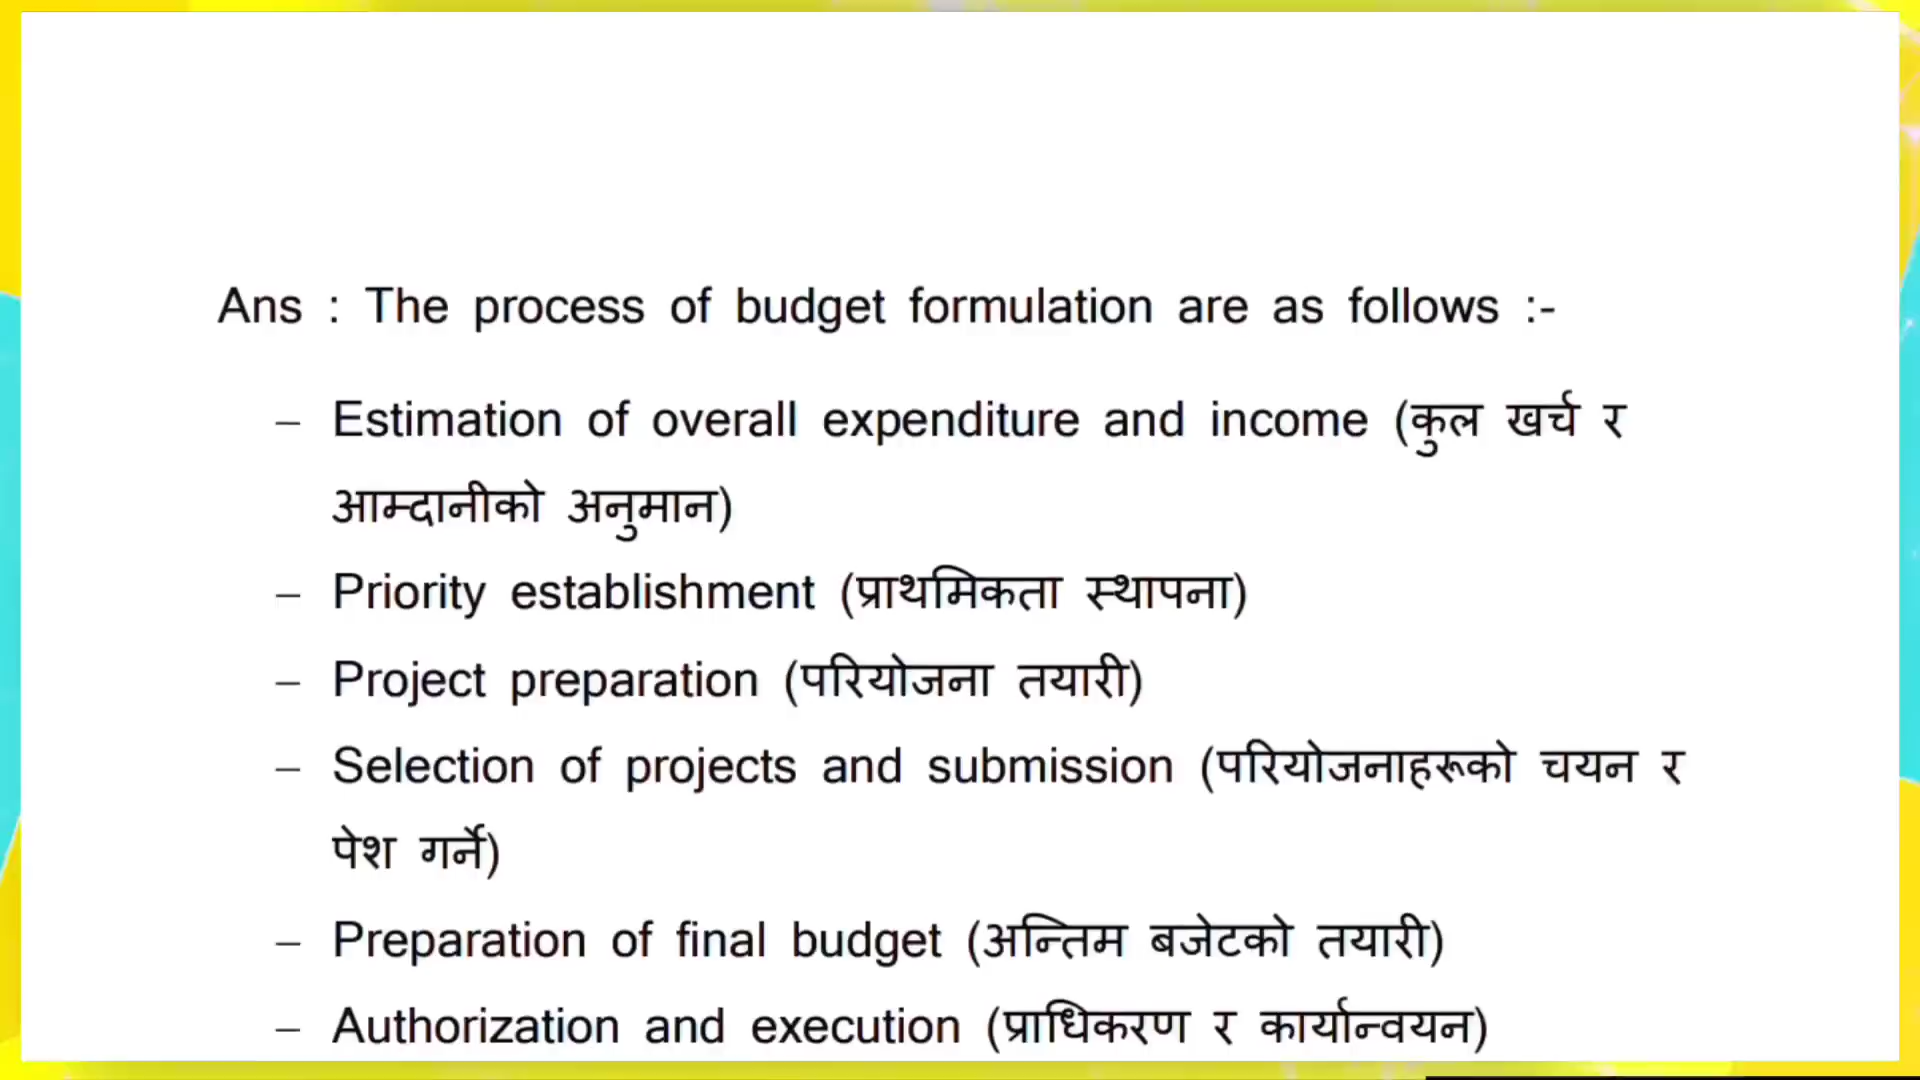 Ans : The process of budget formulation are as follows :-
– Estimation of overall expenditure and income (कुल खर्च र
आम्दानीको अनुमान)
– Priority establishment (प्राथमिकता स्थापना)
– Project preparation (परियोजना तयारी)
– Selection of projects and submission (परियोजनाहरूको चयन र
पेश गर्ने)
– Preparation of final budget (अन्तिम बजेटको तयारी)
– Authorization and execution (प्राधिकरण र कार्यान्वयन)